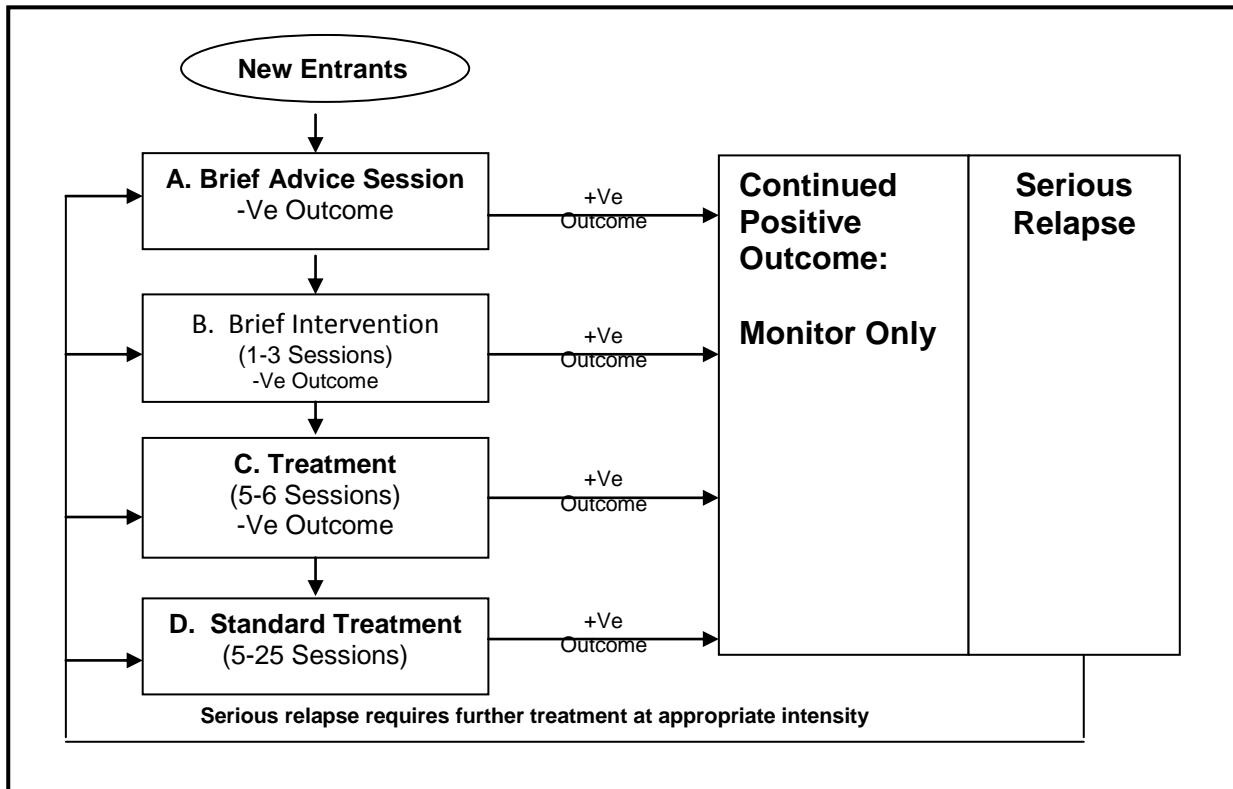 New Entrants
A. Brief Advice Session
-Ve Outcome
+Ve
Outcome
B. Brief Intervention
(1-3 Sessions)
-Ve Outcome
+Ve
Outcome
C. Treatment
(5-6 Sessions)
-Ve Outcome
+Ve
Outcome
D. Standard Treatment
(5-25 Sessions)
+Ve
Outcome
Continued
Positive
Outcome:
Monitor Only
Serious
Relapse
Serious relapse requires further treatment at appropriate intensity